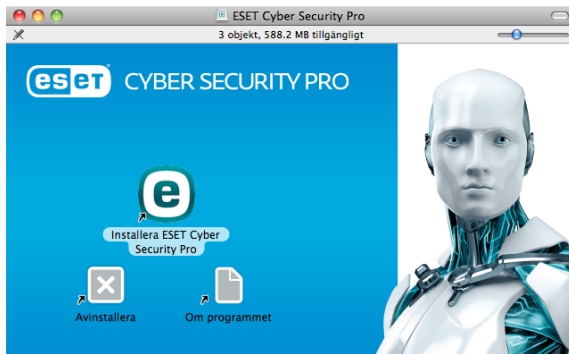 ESET Cyber Security Pro
3 objekt, 588.2 MB tillgängligt
eset CYBER SECURITY PRO
e
Installera ESET Cyber
Security Pro
Avinstallera
Om programmet